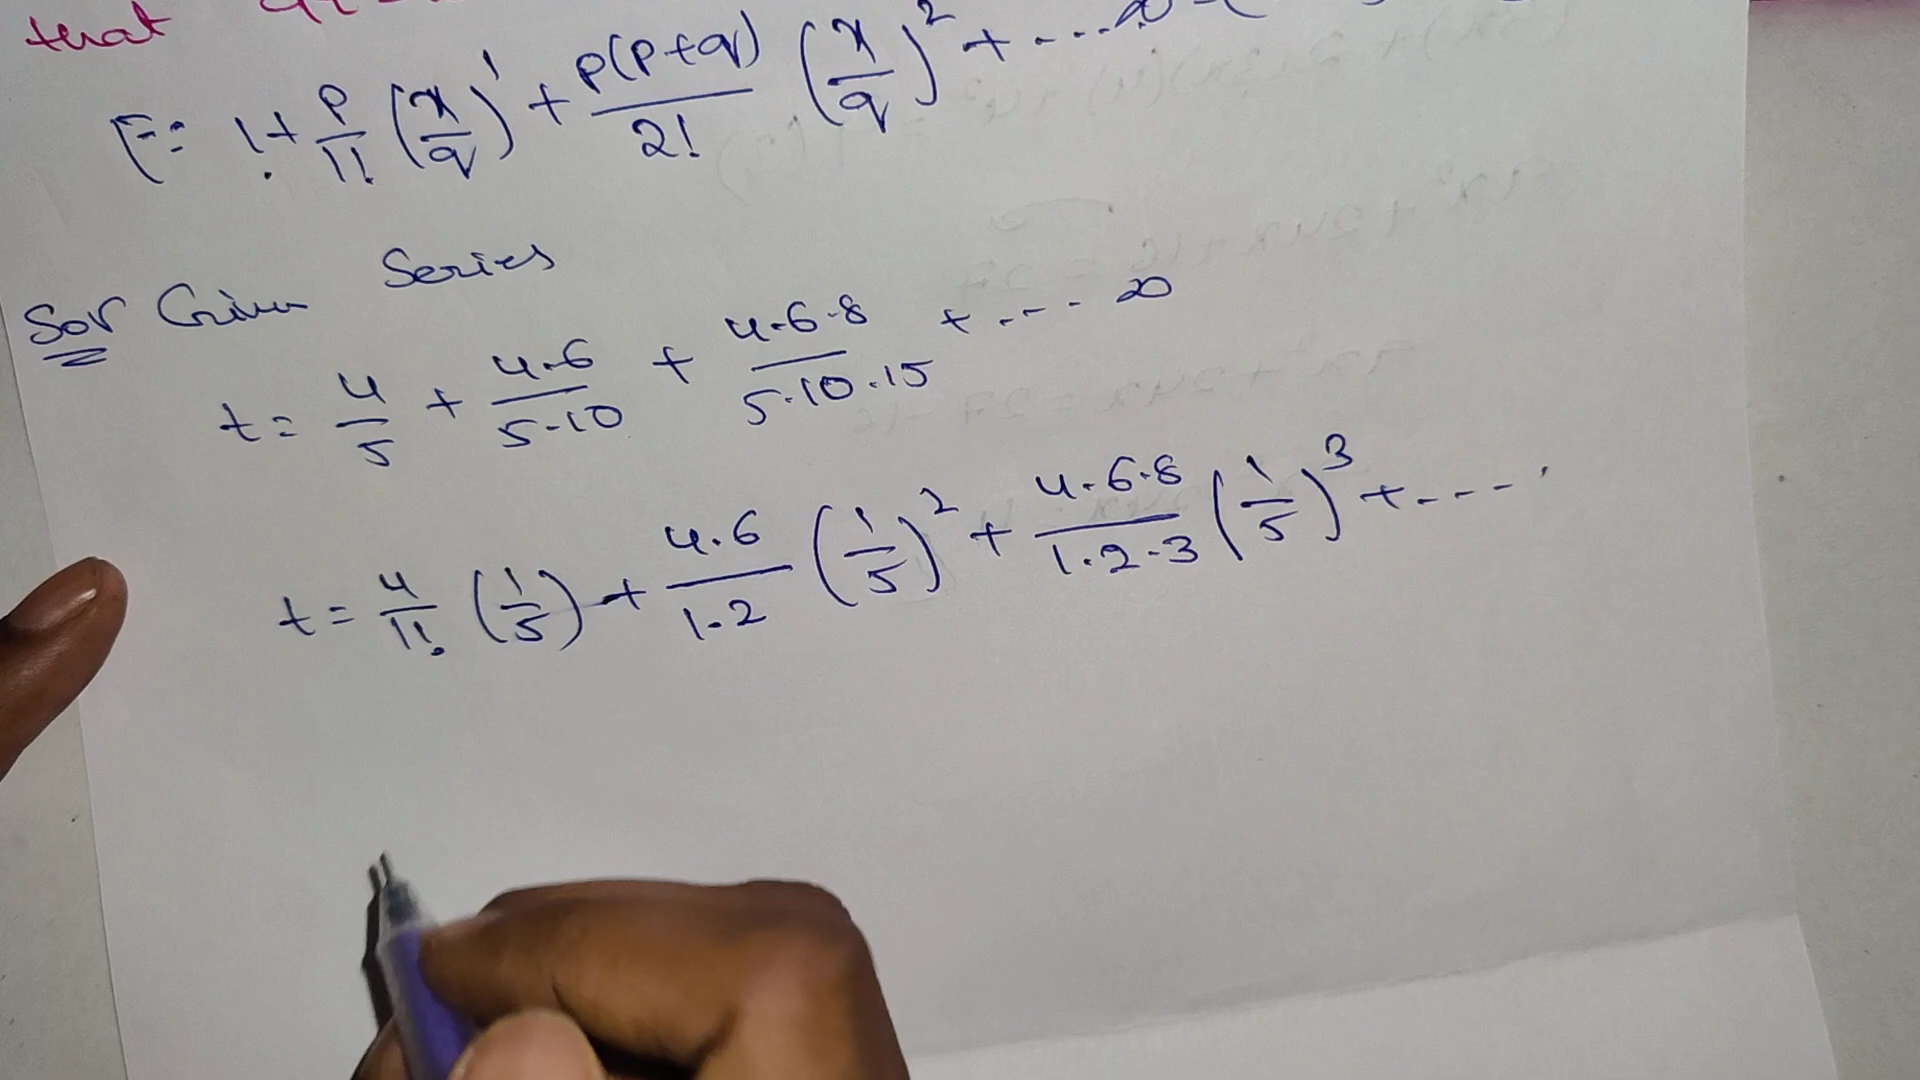 that
F: 1 + p/1! (x/q)^1 + p(p+q)/2! (x/q)^2 + ....∞
Sol Given Series
t = 4/5 + 4.6/5.10 + 4.6.8/5.10.15 + .... ∞
t = 4/1! (1/5) + 4.6/1.2 (1/5)^2 + 4.6.8/1.2.3 (1/5)^3 + ....